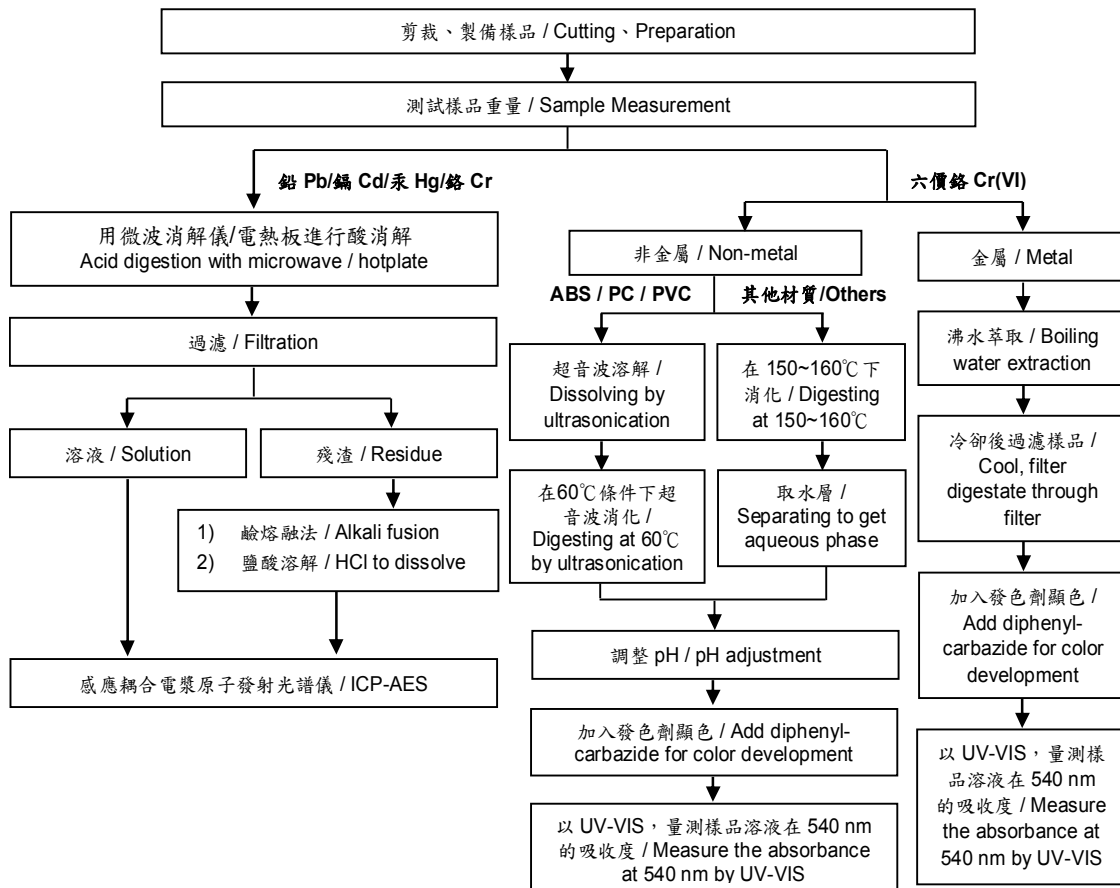 剪裁、製備樣品 / Cutting、Preparation
測試樣品重量 / Sample Measurement
鉛 Pb/鎘 Cd/汞 Hg/鉻 Cr
六價鉻 Cr(VI)
用微波消解儀/電熱板進行酸消解
Acid digestion with microwave / hotplate
過濾 / Filtration
溶液 / Solution
殘渣 / Residue
1) 鹼熔融法 / Alkali fusion
2) 鹽酸溶解 / HCl to dissolve
感應耦合電漿原子發射光譜儀 / ICP-AES
非金屬 / Non-metal
ABS / PC / PVC
其他材質/Others
超音波溶解 /
Dissolving by
ultrasonication
在 150~160℃ 下
消化 / Digesting
at 150~160℃
在60℃條件下超
音波消化 /
Digesting at 60℃
by ultrasonication
取水層 /
Separating to get
aqueous phase
調整 pH / pH adjustment
加入發色劑顯色 / Add diphenyl-
carbazide for color development
以 UV-VIS，量測樣品溶液在 540 nm
的吸收度 / Measure the absorbance
at 540 nm by UV-VIS
金屬 / Metal
沸水萃取 / Boiling
water extraction
冷卻後過濾樣品 /
Cool, filter
digestate through
filter
加入發色劑顯色 /
Add diphenyl-
carbazide for color
development
以 UV-VIS，量測樣
品溶液在 540 nm
的吸收度 / Measure
the absorbance at
540 nm by UV-VIS